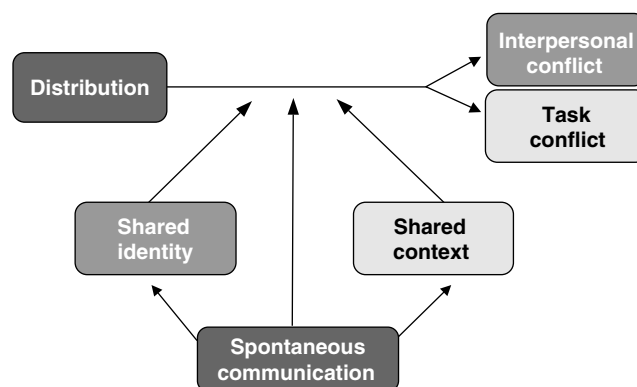 Interpersonal
conflict
Distribution
Task
conflict
Shared
identity
Shared
context
Spontaneous
communication